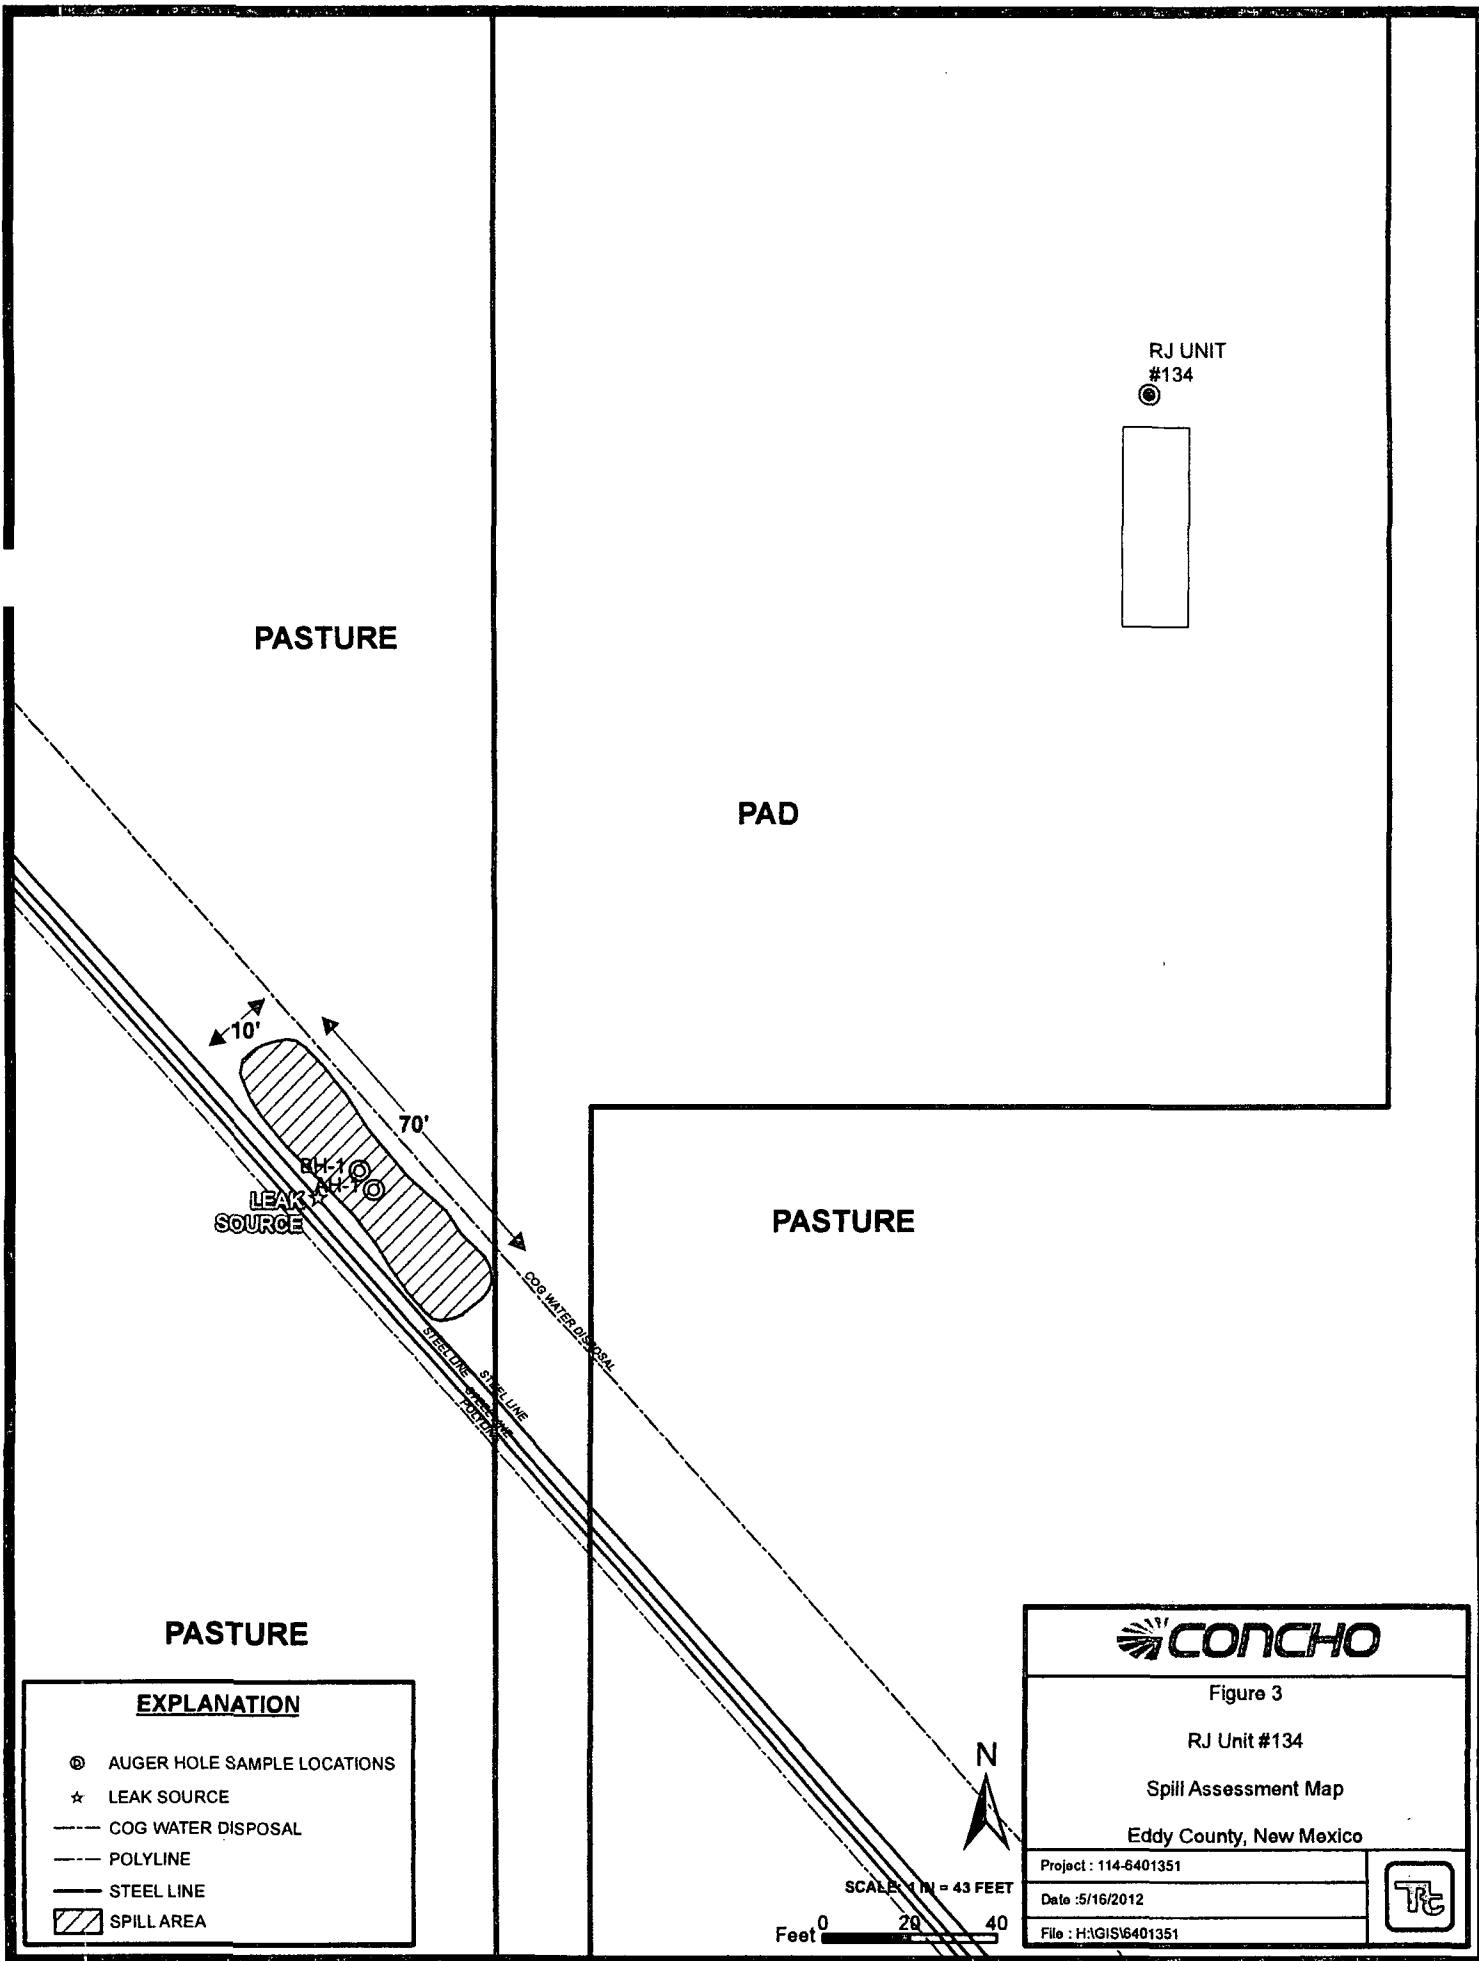 RJ UNIT
#134
PASTURE
PAD
10'
70'
BH-1
AH-1
LEAK
SOURCE
PASTURE
COG WATER DISPOSAL
STEEL LINE
STEEL LINE
STEEL LINE
POLYLINE
PASTURE
EXPLANATION
AUGER HOLE SAMPLE LOCATIONS
LEAK SOURCE
COG WATER DISPOSAL
POLYLINE
STEEL LINE
SPILL AREA
N
SCALE: 1 IN = 43 FEET
Feet 0 20 40
CONCHO
Figure 3
RJ Unit #134
Spill Assessment Map
Eddy County, New Mexico
Project : 114-6401351
Date :5/16/2012
File : H:\GIS\6401351